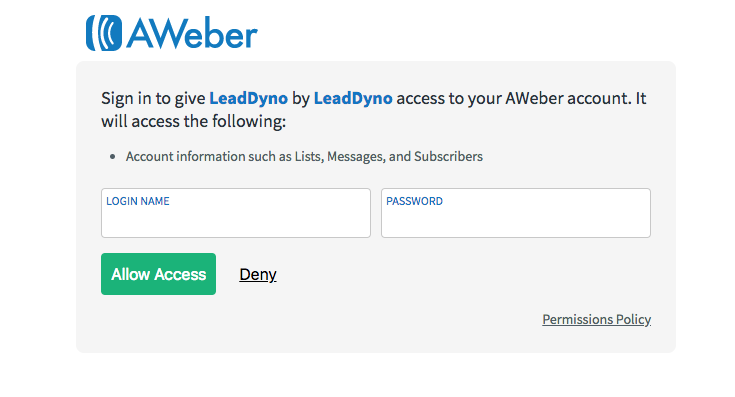 AWeber
Sign in to give LeadDyno by LeadDyno access to your AWeber account. It
will access the following:
• Account information such as Lists, Messages, and Subscribers
LOGIN NAME
PASSWORD
Allow Access
Deny
Permissions Policy